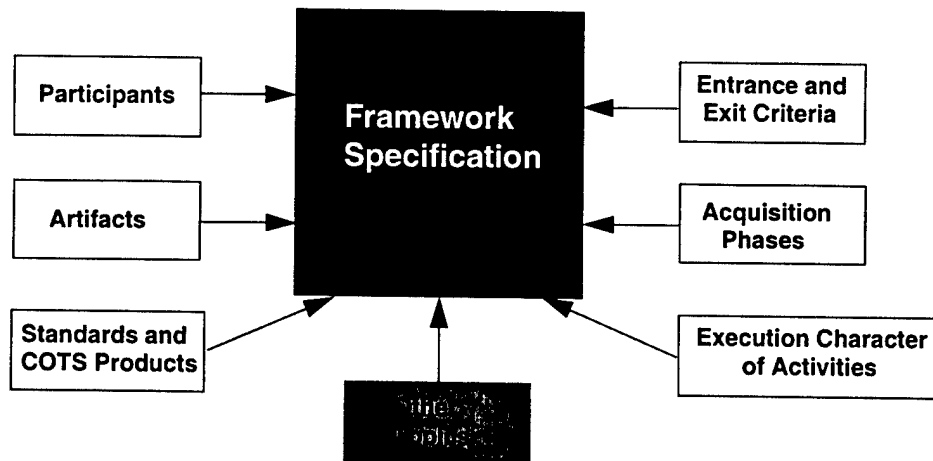 Participants
Artifacts
Standards and
COTS Products
Framework
Specification
Entrance and
Exit Criteria
Acquisition
Phases
Execution Character
of Activities